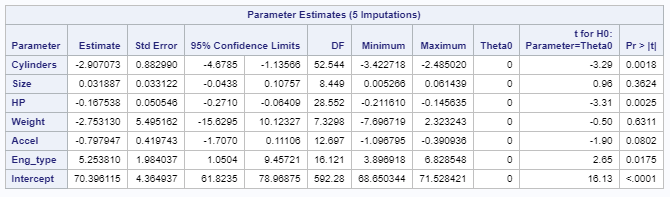 Parameter Estimates (5 Imputations)
Parameter Estimate Std Error 95% Confidence Limits DF Minimum Maximum Theta0 t for H0: Parameter=Theta0 Pr > |t|
Cylinders -2.907073 0.882990 -4.6785 -1.13566 52.544 -3.422718 -2.485020 0 -3.29 0.0018
Size 0.031887 0.033122 -0.0438 0.10757 8.449 0.005266 0.061439 0 0.96 0.3624
HP -0.167538 0.050546 -0.2710 -0.06409 28.552 -0.211610 -0.145635 0 -3.31 0.0025
Weight -2.753130 5.495162 -15.6295 10.12327 7.3298 -7.696719 2.323243 0 -0.50 0.6311
Accel -0.797947 0.419743 -1.7070 0.11106 12.697 -1.096795 -0.390936 0 -1.90 0.0802
Eng_type 5.253810 1.984037 1.0504 9.45721 16.121 3.896918 6.828548 0 2.65 0.0175
Intercept 70.396115 4.364937 61.8235 78.96875 592.28 68.650344 71.528421 0 16.13 <.0001